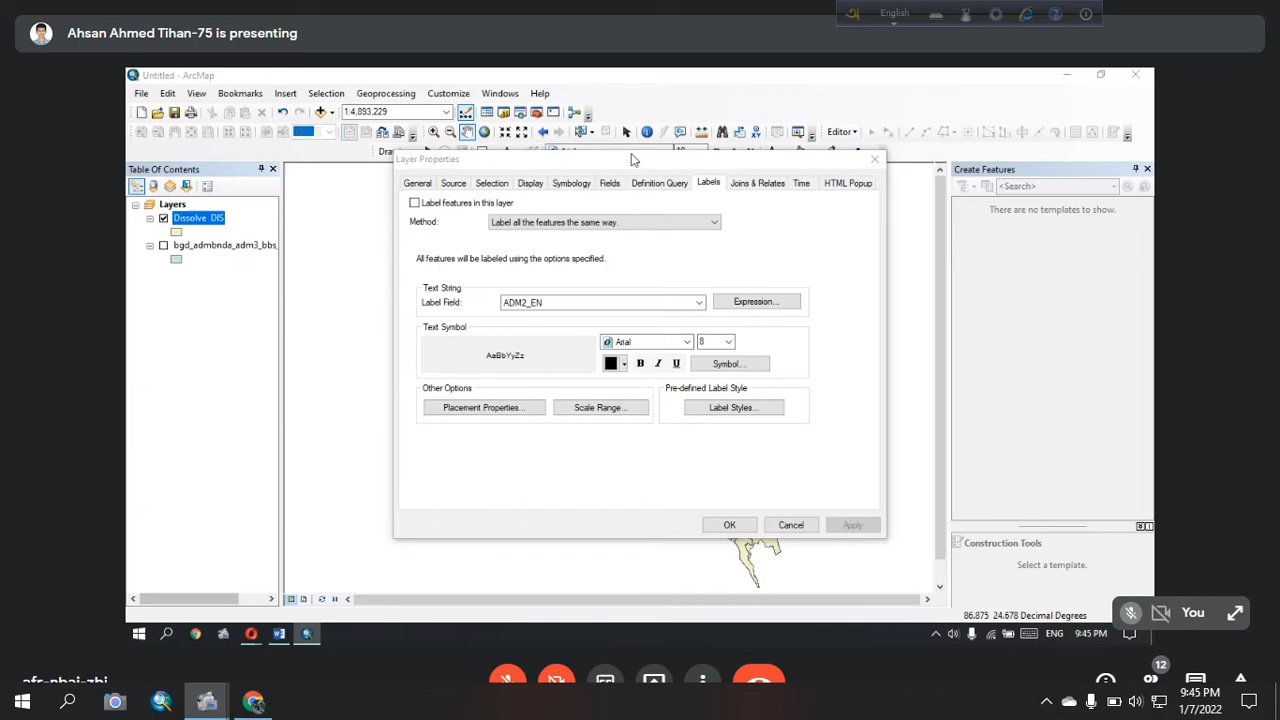 English
Ahsan Ahmed Tihan-75 is presenting
Untitled - ArcMap
File Edit View Bookmarks Insert Selection Geoprocessing Customize Windows Help
1:4,893,229
Editor
Table Of Contents
Layers
Dissolve_DIS
bgd_admbnda_adm3_bbs_
Layer Properties
General Source Selection Display Symbology Fields Definition Query Labels Joins & Relates Time HTML Popup
Label features in this layer
Method: Label all the features the same way.
All features will be labeled using the options specified.
Text String
Label Field: ADM2_EN Expression...
Text Symbol
AaBbYyZz
Arial 8
B I U Symbol...
Other Options
Placement Properties... Scale Range...
Pre-defined Label Style
Label Styles...
OK Cancel Apply
Create Features
<Search>
There are no templates to show.
Construction Tools
Select a template.
86.875 24.678 Decimal Degrees
You
ENG 9:45 PM
12
9:45 PM
1/7/2022